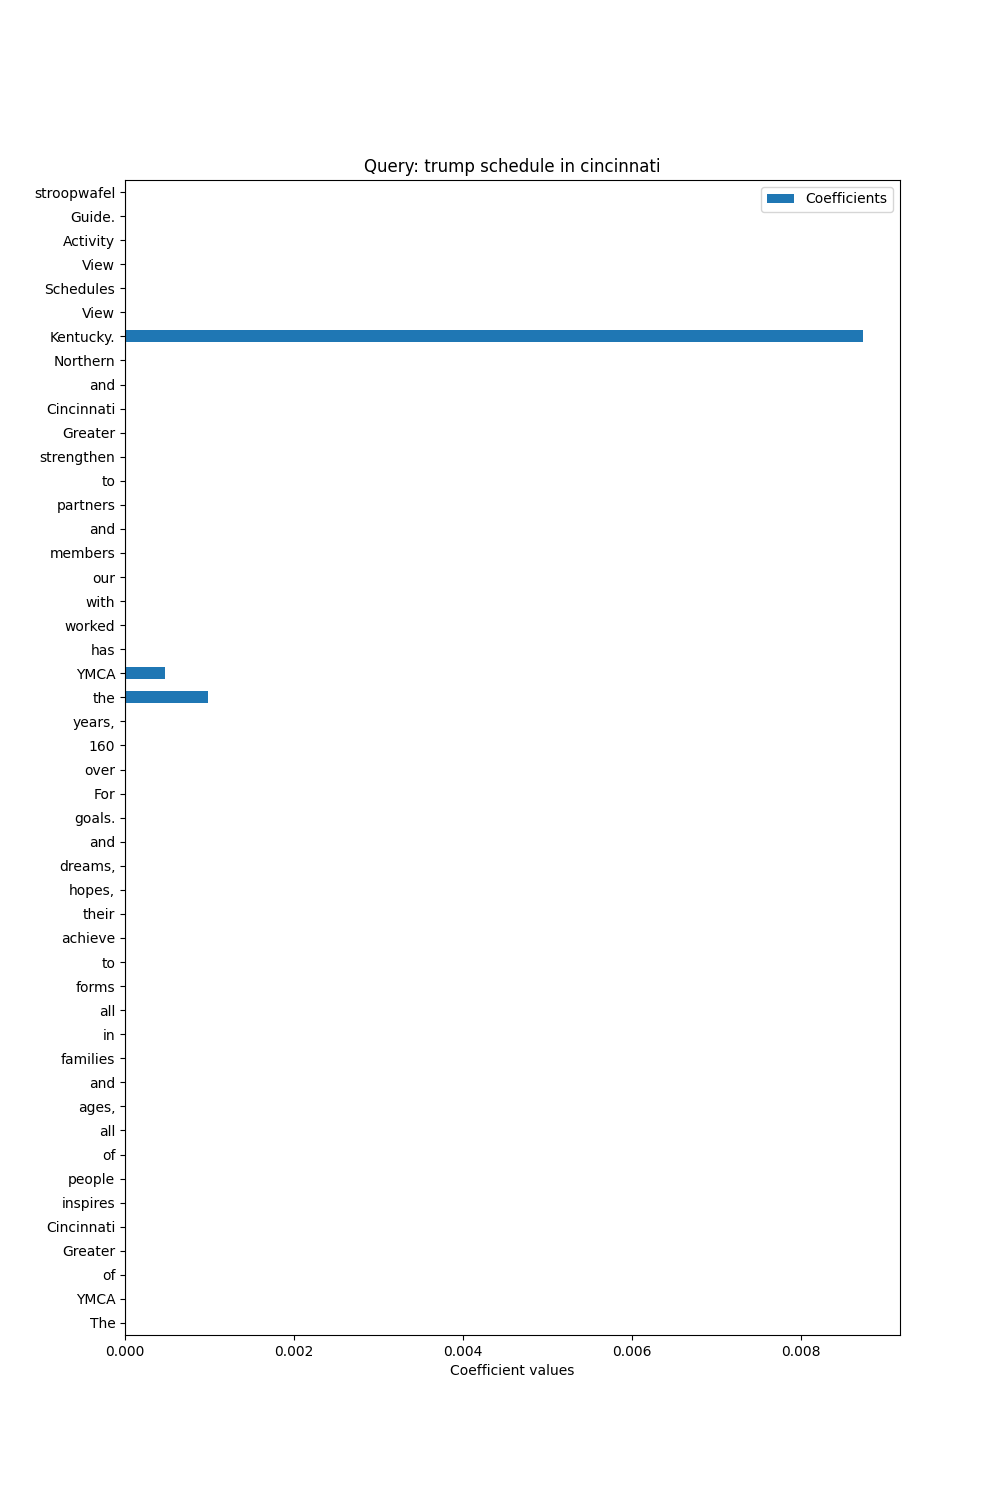 Query: trump schedule in cincinnati
Coefficients
stroopwafel
Guide.
Activity
View
Schedules
View
Kentucky.
Northern
and
Cincinnati
Greater
strengthen
to
partners
and
members
our
with
worked
has
YMCA
the
years,
160
over
For
goals.
and
dreams,
hopes,
their
achieve
to
forms
all
in
families
and
ages,
all
of
people
inspires
Cincinnati
Greater
of
YMCA
The
0.000 0.002 0.004 0.006 0.008
Coefficient values